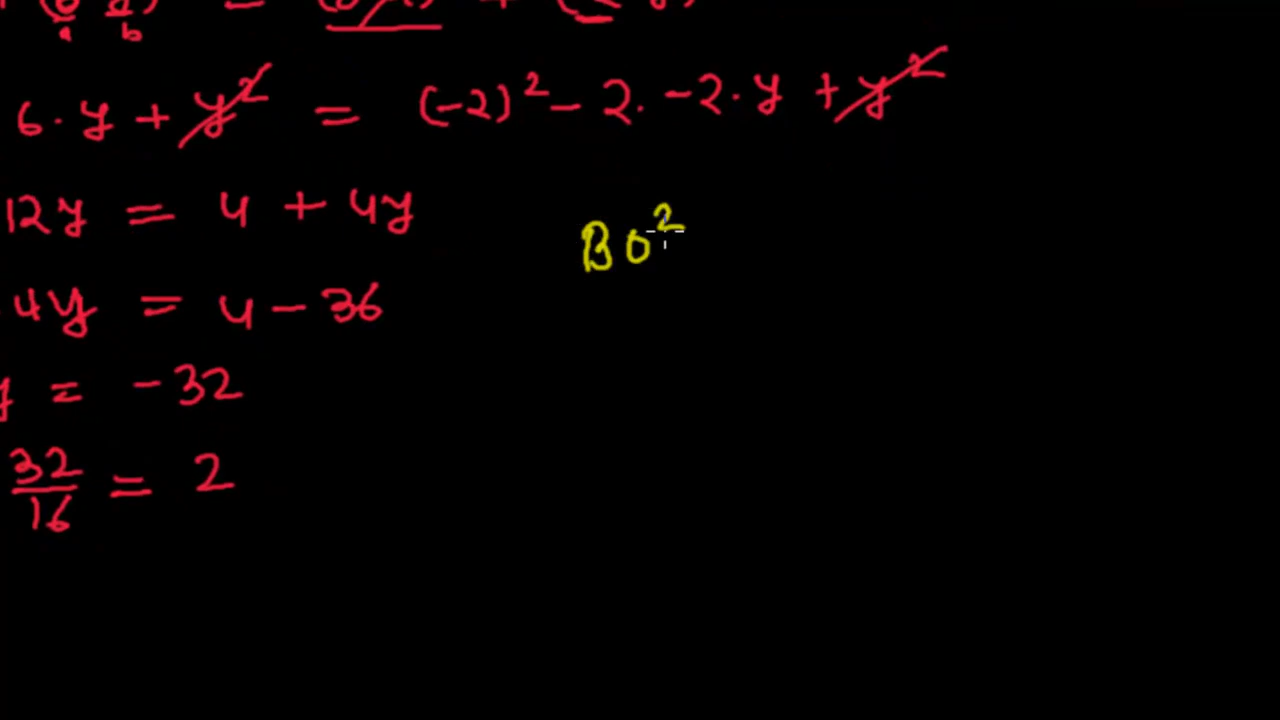 a b
6·y + y² = (-2)² - 2·-2·y + y²
12y = 4 + 4y
BO²
4y = 4 - 36
y = -32
32/16 = 2